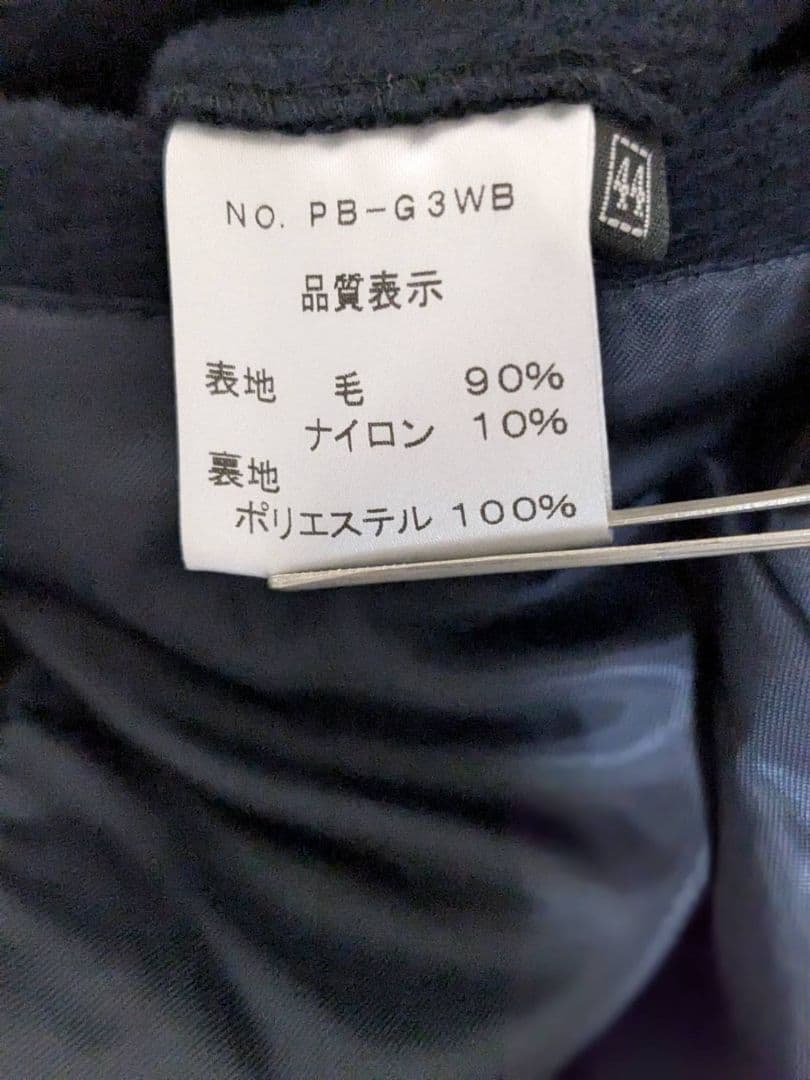 NO. PB-G3WB
44
品質表示
表地 毛 90%
ナイロン 10%
裏地
ポリエステル 100%